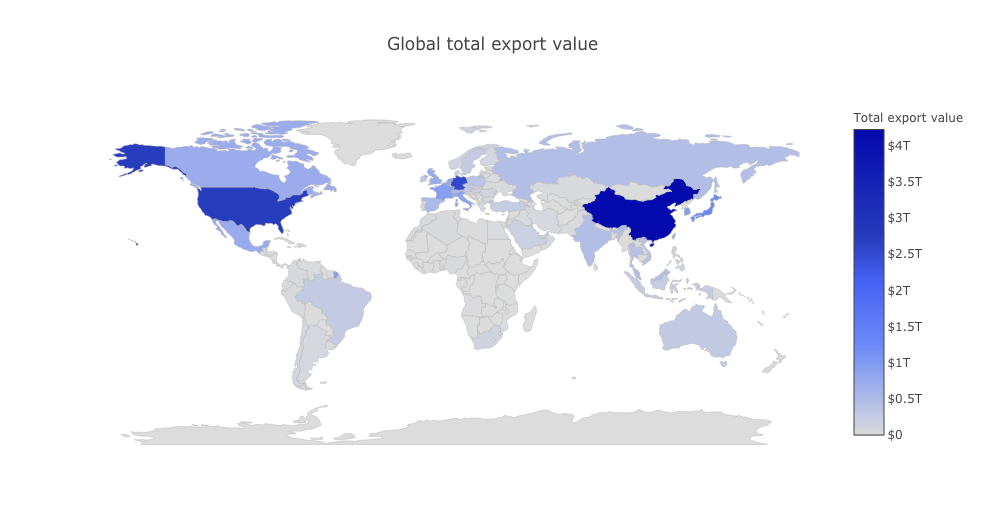 Global total export value
Total export value
$4T
$3.5T
$3T
$2.5T
$2T
$1.5T
$1T
$0.5T
$0